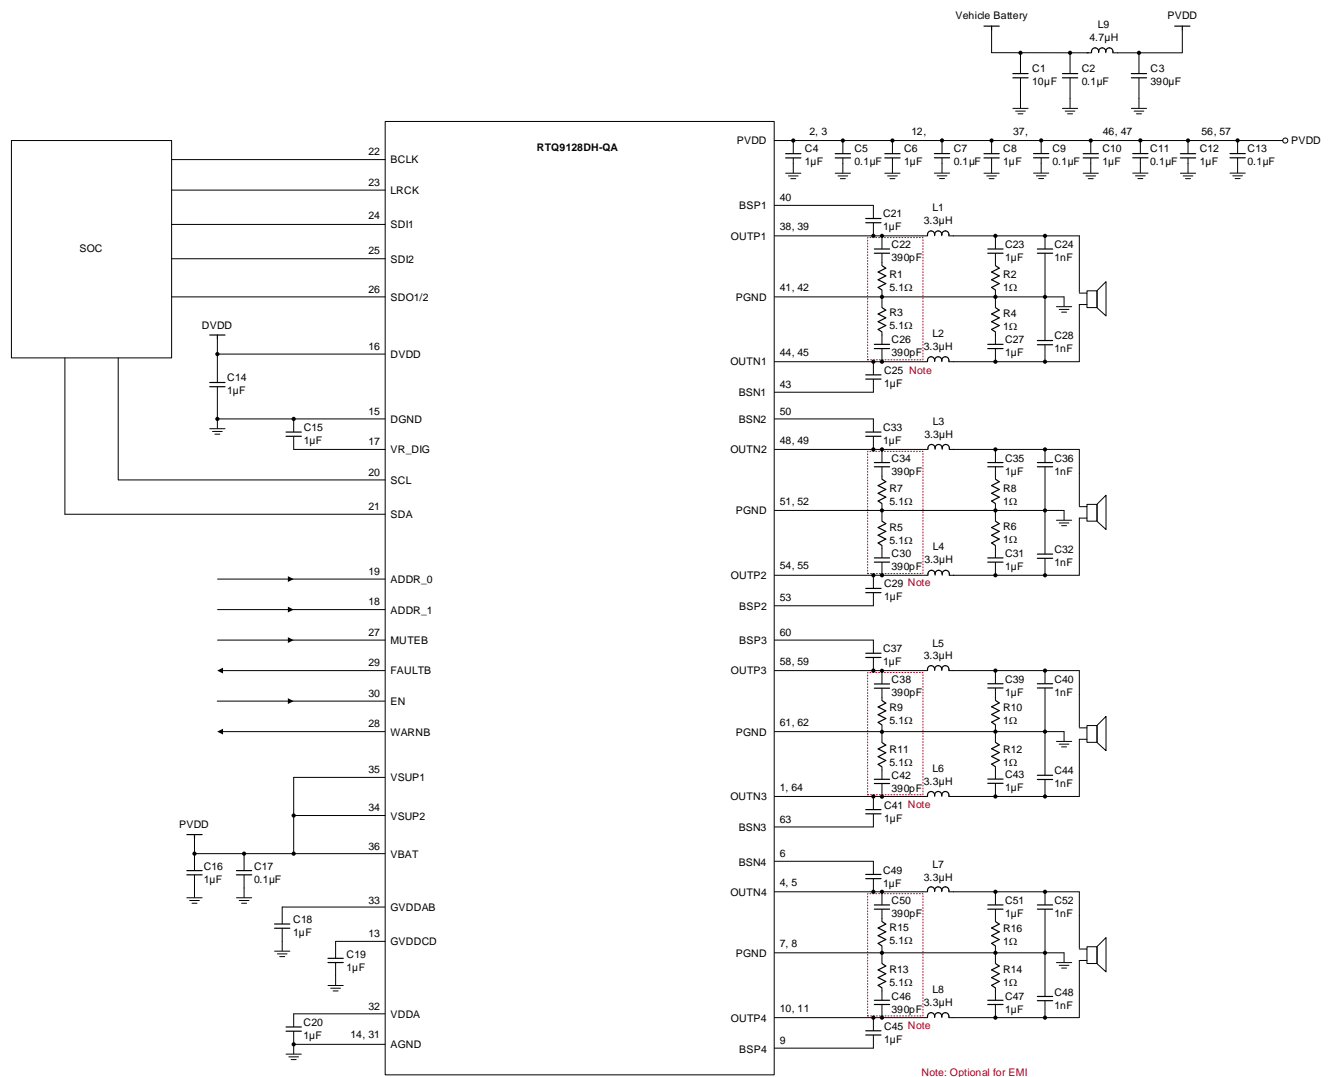 Vehicle Battery
PVDD
L9
4.7µH
C1
10µF
C2
0.1µF
C3
390µF
RTQ9128DH-QA
SOC
22
BCLK
23
LRCK
24
SDI1
25
SDI2
26
SDO1/2
DVDD
16
DVDD
C14
1µF
15
DGND
C15
1µF
17
VR_DIG
20
SCL
21
SDA
19
ADDR_0
18
ADDR_1
27
MUTEB
29
FAULTB
30
EN
28
WARNB
35
VSUP1
34
VSUP2
PVDD
36
VBAT
C16
1µF
C17
0.1µF
33
GVDDAB
C18
1µF
13
GVDDCD
C19
1µF
32
VDDA
C20
1µF
14, 31
AGND
PVDD
2, 3
12,
37,
46, 47
56, 57
PVDD
C4
1µF
C5
0.1µF
C6
1µF
C7
0.1µF
C8
1µF
C9
0.1µF
C10
1µF
C11
0.1µF
C12
1µF
C13
0.1µF
BSP1
40
C21
1µF
L1
3.3µH
OUTP1
38, 39
C22
390pF
R1
5.1Ω
C23
1µF
R2
1Ω
C24
1nF
PGND
41, 42
R3
5.1Ω
C26
390pF
L2
3.3µH
R4
1Ω
C27
1µF
C28
1nF
OUTN1
44, 45
C25
1µF
Note
BSN1
43
BSN2
50
C33
1µF
L3
3.3µH
OUTN2
48, 49
C34
390pF
R7
5.1Ω
C35
1µF
R8
1Ω
C36
1nF
PGND
51, 52
R5
5.1Ω
C30
390pF
L4
3.3µH
R6
1Ω
C31
1µF
C32
1nF
OUTP2
54, 55
C29
1µF
Note
BSP2
53
BSP3
60
C37
1µF
L5
3.3µH
OUTP3
58, 59
C38
390pF
R9
5.1Ω
C39
1µF
R10
1Ω
C40
1nF
PGND
61, 62
R11
5.1Ω
C42
390pF
L6
3.3µH
R12
1Ω
C43
1µF
C44
1nF
OUTN3
1, 64
C41
1µF
Note
BSN3
63
BSN4
6
C49
1µF
L7
3.3µH
OUTN4
4, 5
C50
390pF
R15
5.1Ω
C51
1µF
R16
1Ω
C52
1nF
PGND
7, 8
R13
5.1Ω
C46
390pF
L8
3.3µH
R14
1Ω
C47
1µF
C48
1nF
OUTP4
10, 11
C45
1µF
Note
BSP4
9
Note: Optional for EMI